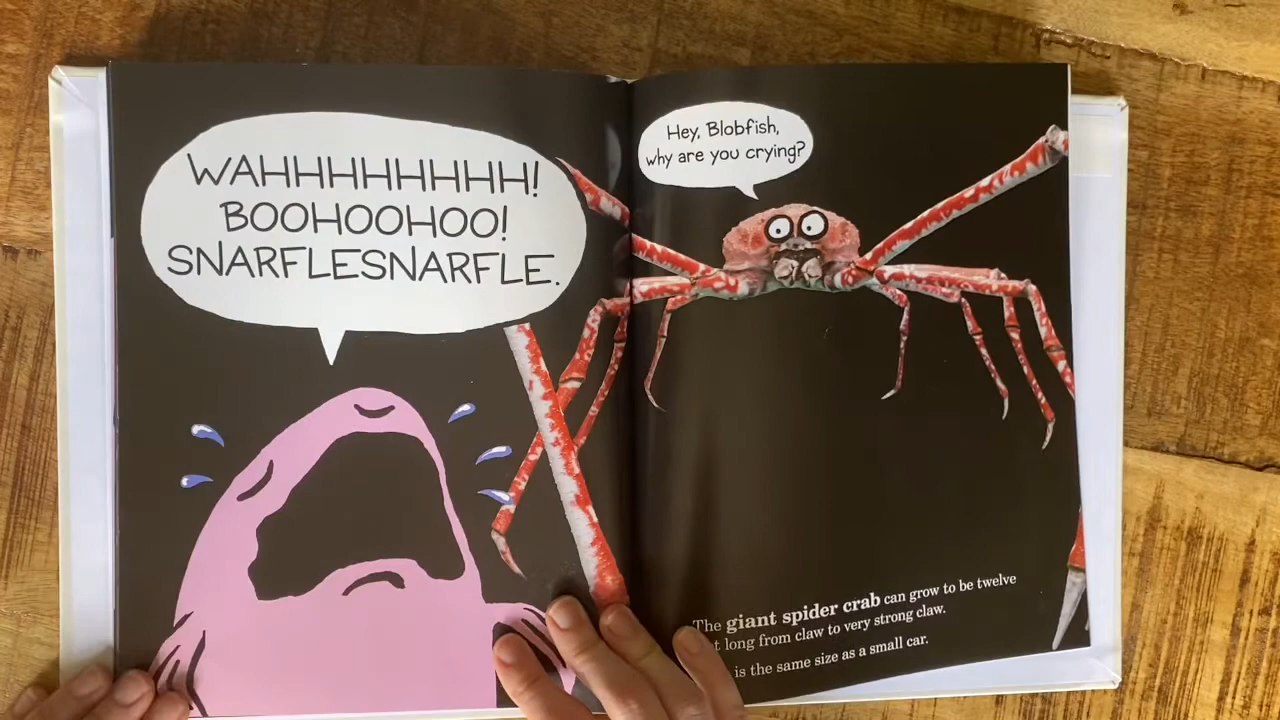 WAHHHHHHHH!
BOOHOOHOO!
SNARFLESNARFLE.
Hey, Blobfish,
why are you crying?
The giant spider crab can grow to be twelve
long from claw to very strong claw.
is the same size as a small car.